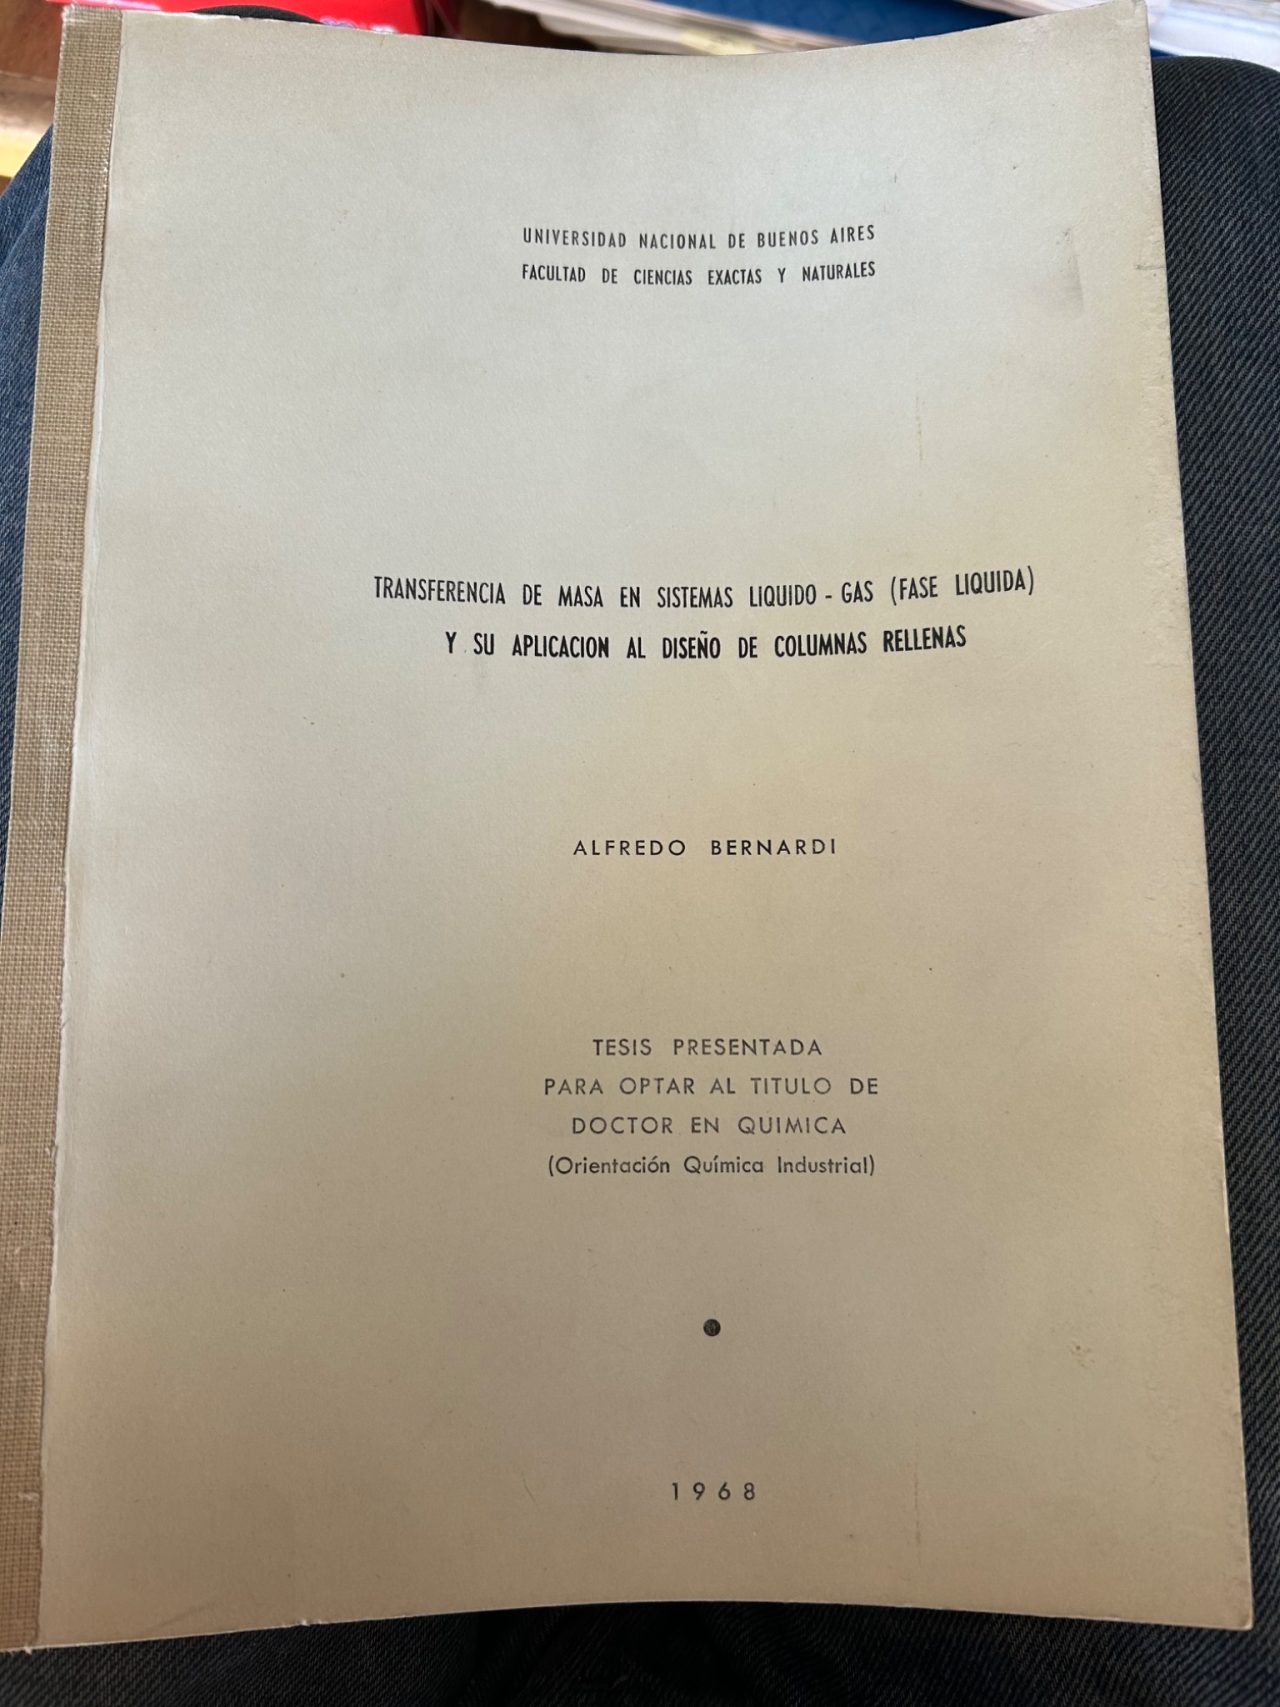 UNIVERSIDAD NACIONAL DE BUENOS AIRES
FACULTAD DE CIENCIAS EXACTAS Y NATURALES
TRANSFERENCIA DE MASA EN SISTEMAS LIQUIDO - GAS (FASE LIQUIDA)
Y SU APLICACION AL DISEÑO DE COLUMNAS RELLENAS
ALFREDO BERNARDI
TESIS PRESENTADA
PARA OPTAR AL TITULO DE
DOCTOR EN QUIMICA
(Orientación Química Industrial)
1968